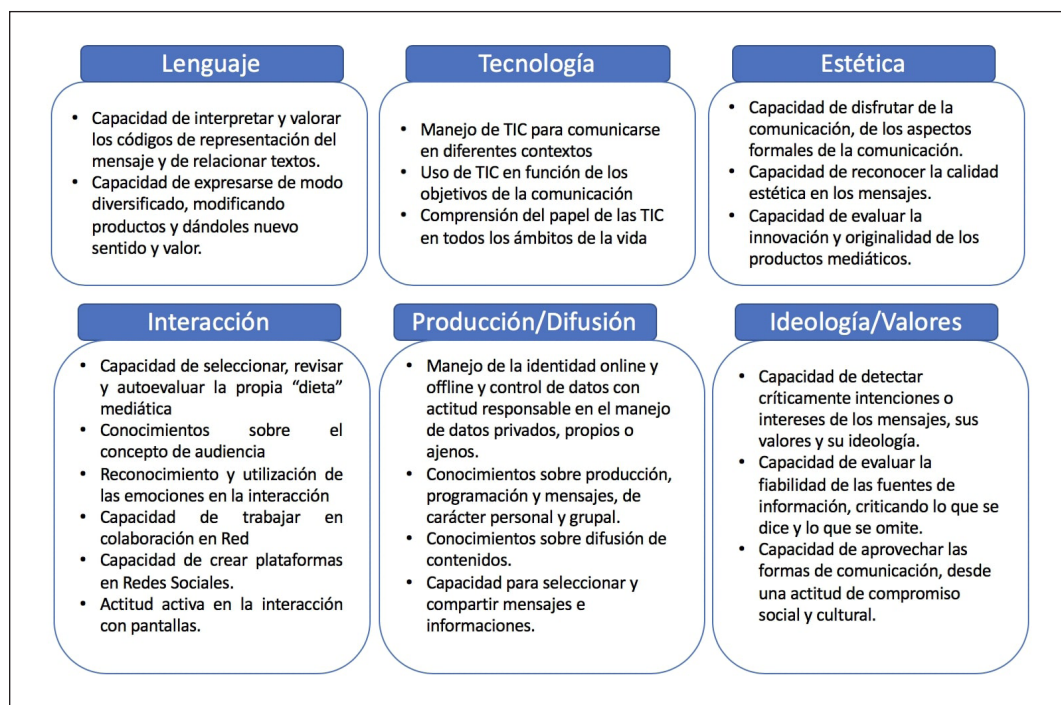 Lenguaje
• Capacidad de interpretar y valorar
los códigos de representación del
mensaje y de relacionar textos.
• Capacidad de expresarse de modo
diversificado, modificando
productos y dándoles nuevo
sentido y valor.
Tecnología
• Manejo de TIC para comunicarse
en diferentes contextos
• Uso de TIC en función de los
objetivos de la comunicación
• Comprensión del papel de las TIC
en todos los ámbitos de la vida
Estética
• Capacidad de disfrutar de la
comunicación, de los aspectos
formales de la comunicación.
• Capacidad de reconocer la calidad
estética en los mensajes.
• Capacidad de evaluar la
innovación y originalidad de los
productos mediáticos.
Interacción
• Capacidad de seleccionar, revisar
y autoevaluar la propia “dieta”
mediática
• Conocimientos sobre el
concepto de audiencia
• Reconocimiento y utilización de
las emociones en la interacción
• Capacidad de trabajar en
colaboración en Red
• Capacidad de crear plataformas
en Redes Sociales.
• Actitud activa en la interacción
con pantallas.
Producción/Difusión
• Manejo de la identidad online y
offline y control de datos con
actitud responsable en el manejo
de datos privados, propios o
ajenos.
• Conocimientos sobre producción,
programación y mensajes, de
carácter personal y grupal.
• Conocimientos sobre difusión de
contenidos.
• Capacidad para seleccionar y
compartir mensajes e
informaciones.
Ideología/Valores
• Capacidad de detectar
críticamente intenciones o
intereses de los mensajes, sus
valores y su ideología.
• Capacidad de evaluar la
fiabilidad de las fuentes de
información, criticando lo que se
dice y lo que se omite.
• Capacidad de aprovechar las
formas de comunicación, desde
una actitud de compromiso
social y cultural.